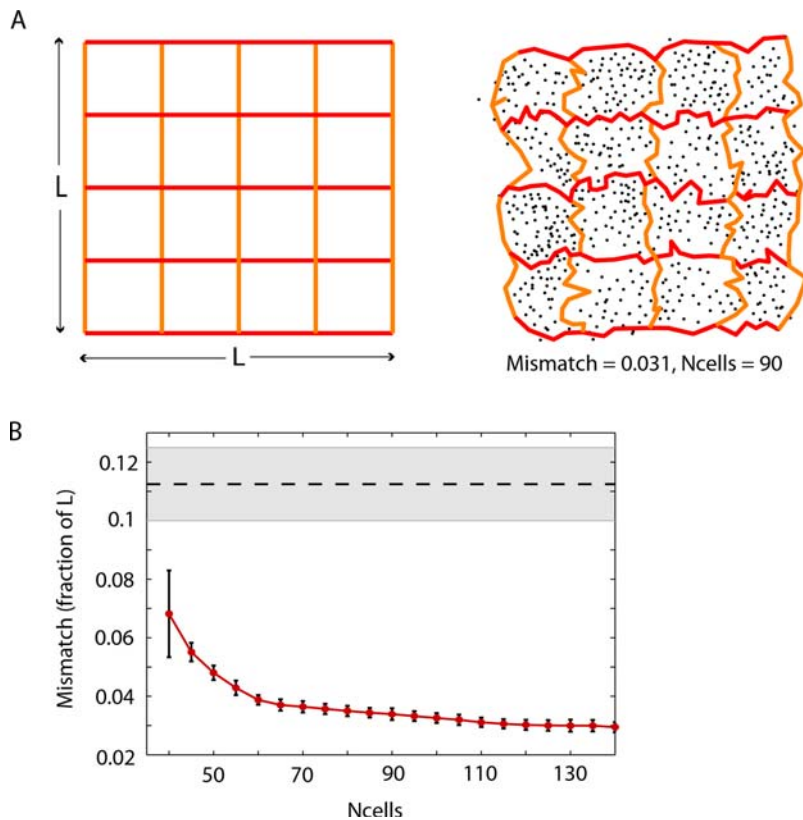 A
L
L
Mismatch = 0.031, Ncells = 90
B
Mismatch (fraction of L)
0.12
0.1
0.08
0.06
0.04
0.02
50 70 90 110 130
Ncells